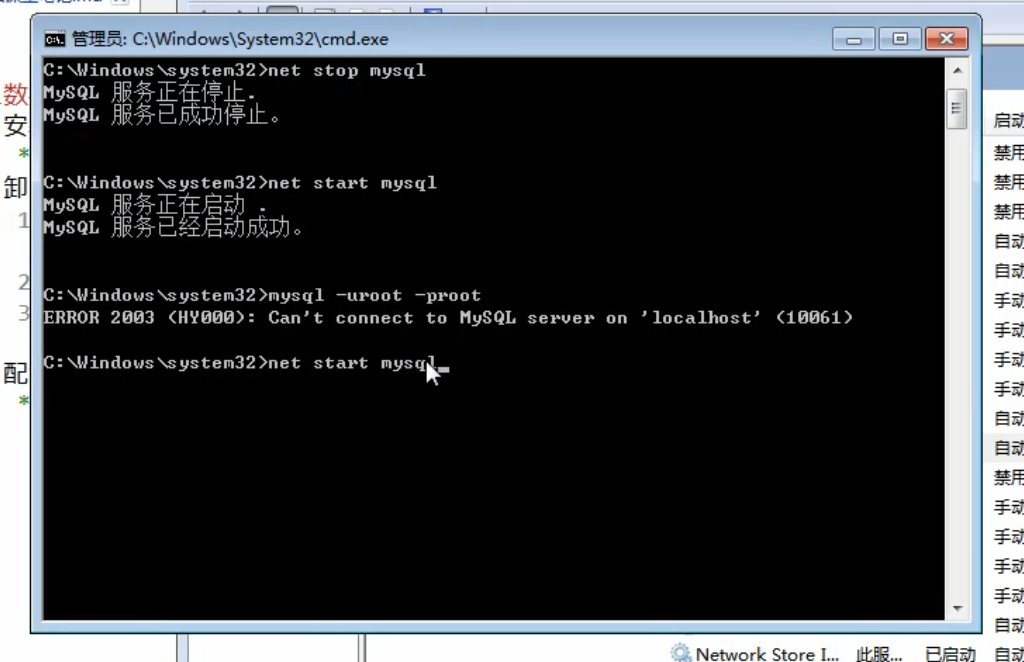 管理员: C:\Windows\System32\cmd.exe
C:\Windows\system32>net stop mysql
MySQL 服务正在停止.
MySQL 服务已成功停止。
C:\Windows\system32>net start mysql
MySQL 服务正在启动 .
MySQL 服务已经启动成功。
C:\Windows\system32>mysql -uroot -proot
ERROR 2003 (HY000): Can't connect to MySQL server on 'localhost' (10061)
C:\Windows\system32>net start mysql
数
安
*
卸
1
2
3
配
*
启动
禁用
禁用
禁用
自动
自动
手动
手动
手动
手动
自动
自动
禁用
手动
手动
手动
手动
自动
Network Store I... 此服... 已启动 自动